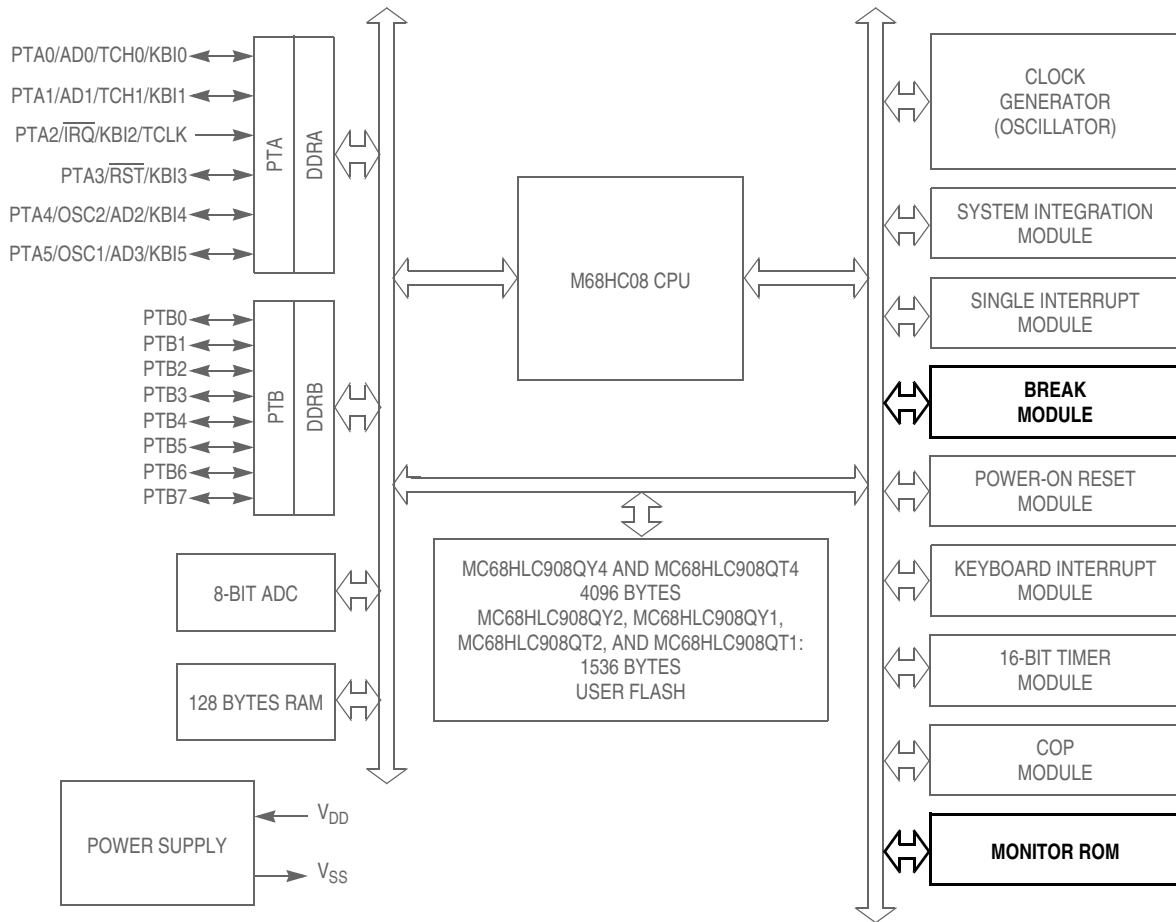 PTA0/AD0/TCH0/KBI0
PTA1/AD1/TCH1/KBI1
PTA2/I̅R̅Q̅/KBI2/TCLK
PTA3/R̅S̅T̅/KBI3
PTA4/OSC2/AD2/KBI4
PTA5/OSC1/AD3/KBI5
PTA
DDRA
PTB0
PTB1
PTB2
PTB3
PTB4
PTB5
PTB6
PTB7
PTB
DDRB
8-BIT ADC
128 BYTES RAM
POWER SUPPLY
VDD
VSS
M68HC08 CPU
MC68HLC908QY4 AND MC68HLC908QT4
4096 BYTES
MC68HLC908QY2, MC68HLC908QY1,
MC68HLC908QT2, AND MC68HLC908QT1:
1536 BYTES
USER FLASH
CLOCK
GENERATOR
(OSCILLATOR)
SYSTEM INTEGRATION
MODULE
SINGLE INTERRUPT
MODULE
BREAK
MODULE
POWER-ON RESET
MODULE
KEYBOARD INTERRUPT
MODULE
16-BIT TIMER
MODULE
COP
MODULE
MONITOR ROM